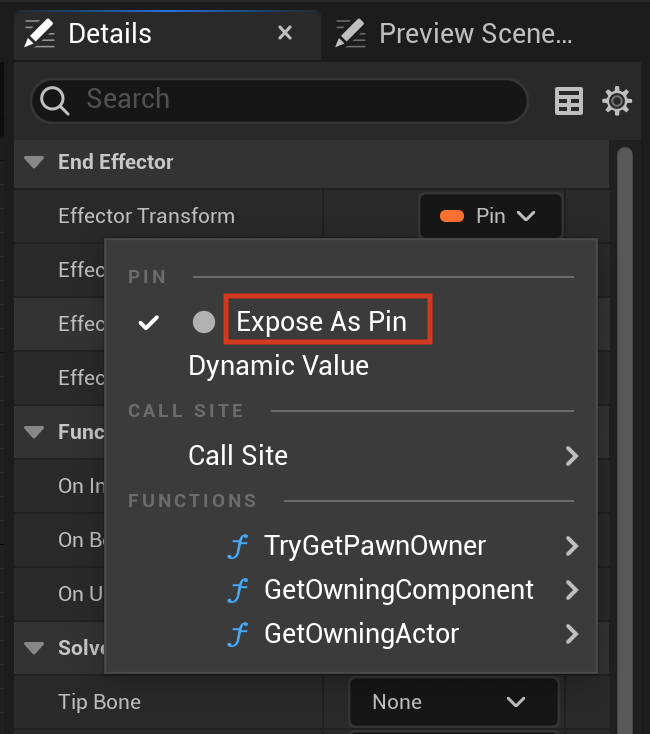 Details
Preview Scene...
Search
End Effector
Effector Transform
Pin
Effec
PIN
Effec
Expose As Pin
Dynamic Value
Effec
CALL SITE
Func
Call Site
On In
FUNCTIONS
On Be
TryGetPawnOwner
On U
GetOwningComponent
GetOwningActor
Solve
Tip Bone
None